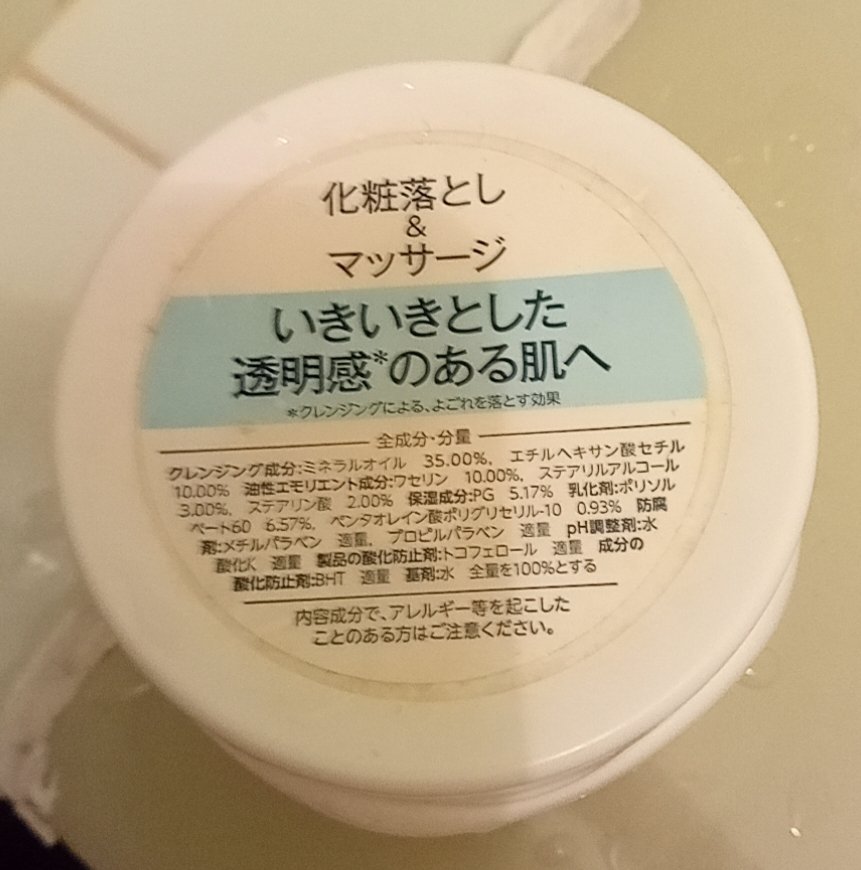 化粧落とし
&
マッサージ
いきいきとした
透明感*のある肌へ
*クレンジングによる、よごれを落とす効果
全成分・分量
クレンジング成分:ミネラルオイル 35.00%, エチルヘキサン酸セチル
10.00% 油性エモリエント成分:ワセリン 10.00%, ステアリルアルコール
3.00%, ステアリン酸 2.00% 保湿成分:PG 5.17% 乳化剤:ポリソル
ベート60 6.57%, ペンタオレイン酸ポリグリセリル-10 0.93% 防腐
剤:メチルパラベン 適量, プロピルパラベン 適量 pH調整剤:水
酸化K 適量 製品の酸化防止剤:トコフェロール 適量 成分の
酸化防止剤:BHT 適量 基剤:水 全量を100%とする
内容成分で、アレルギー等を起こした
ことのある方はご注意ください。